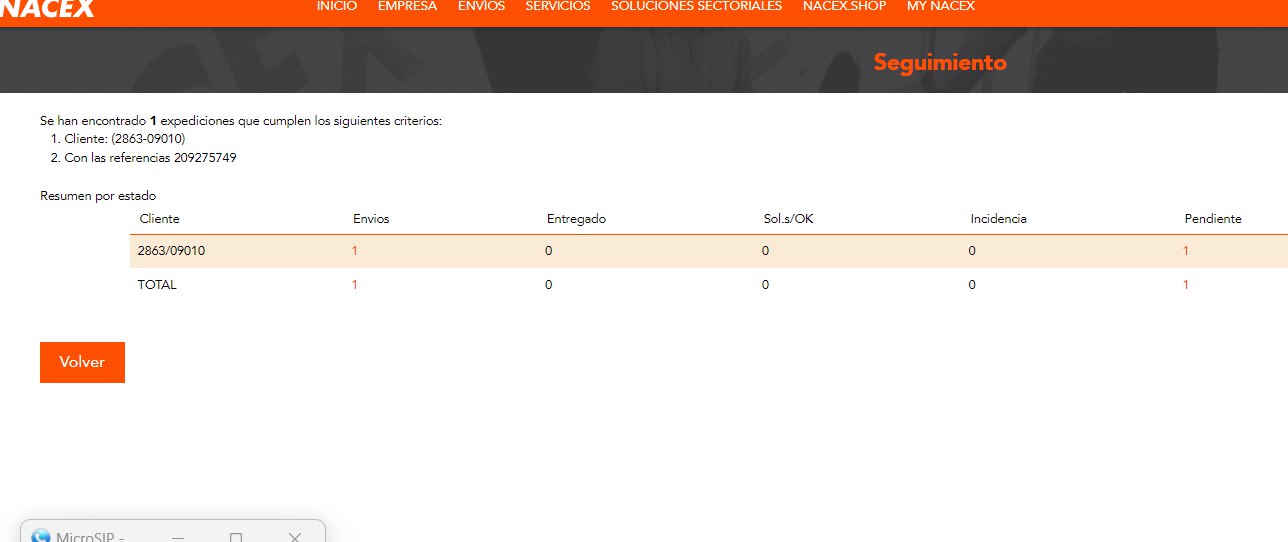 NACEX
INICIO EMPRESA ENVÍOS SERVICIOS SOLUCIONES SECTORIALES NACEX.SHOP MY NACEX
Seguimiento
Se han encontrado 1 expediciones que cumplen los siguientes criterios:
1. Cliente: (2863-09010)
2. Con las referencias 209275749
Resumen por estado
Cliente Envios Entregado Sol.s/OK Incidencia Pendiente
2863/09010 1 0 0 0 1
TOTAL 1 0 0 0 1
Volver
MicroSIP -